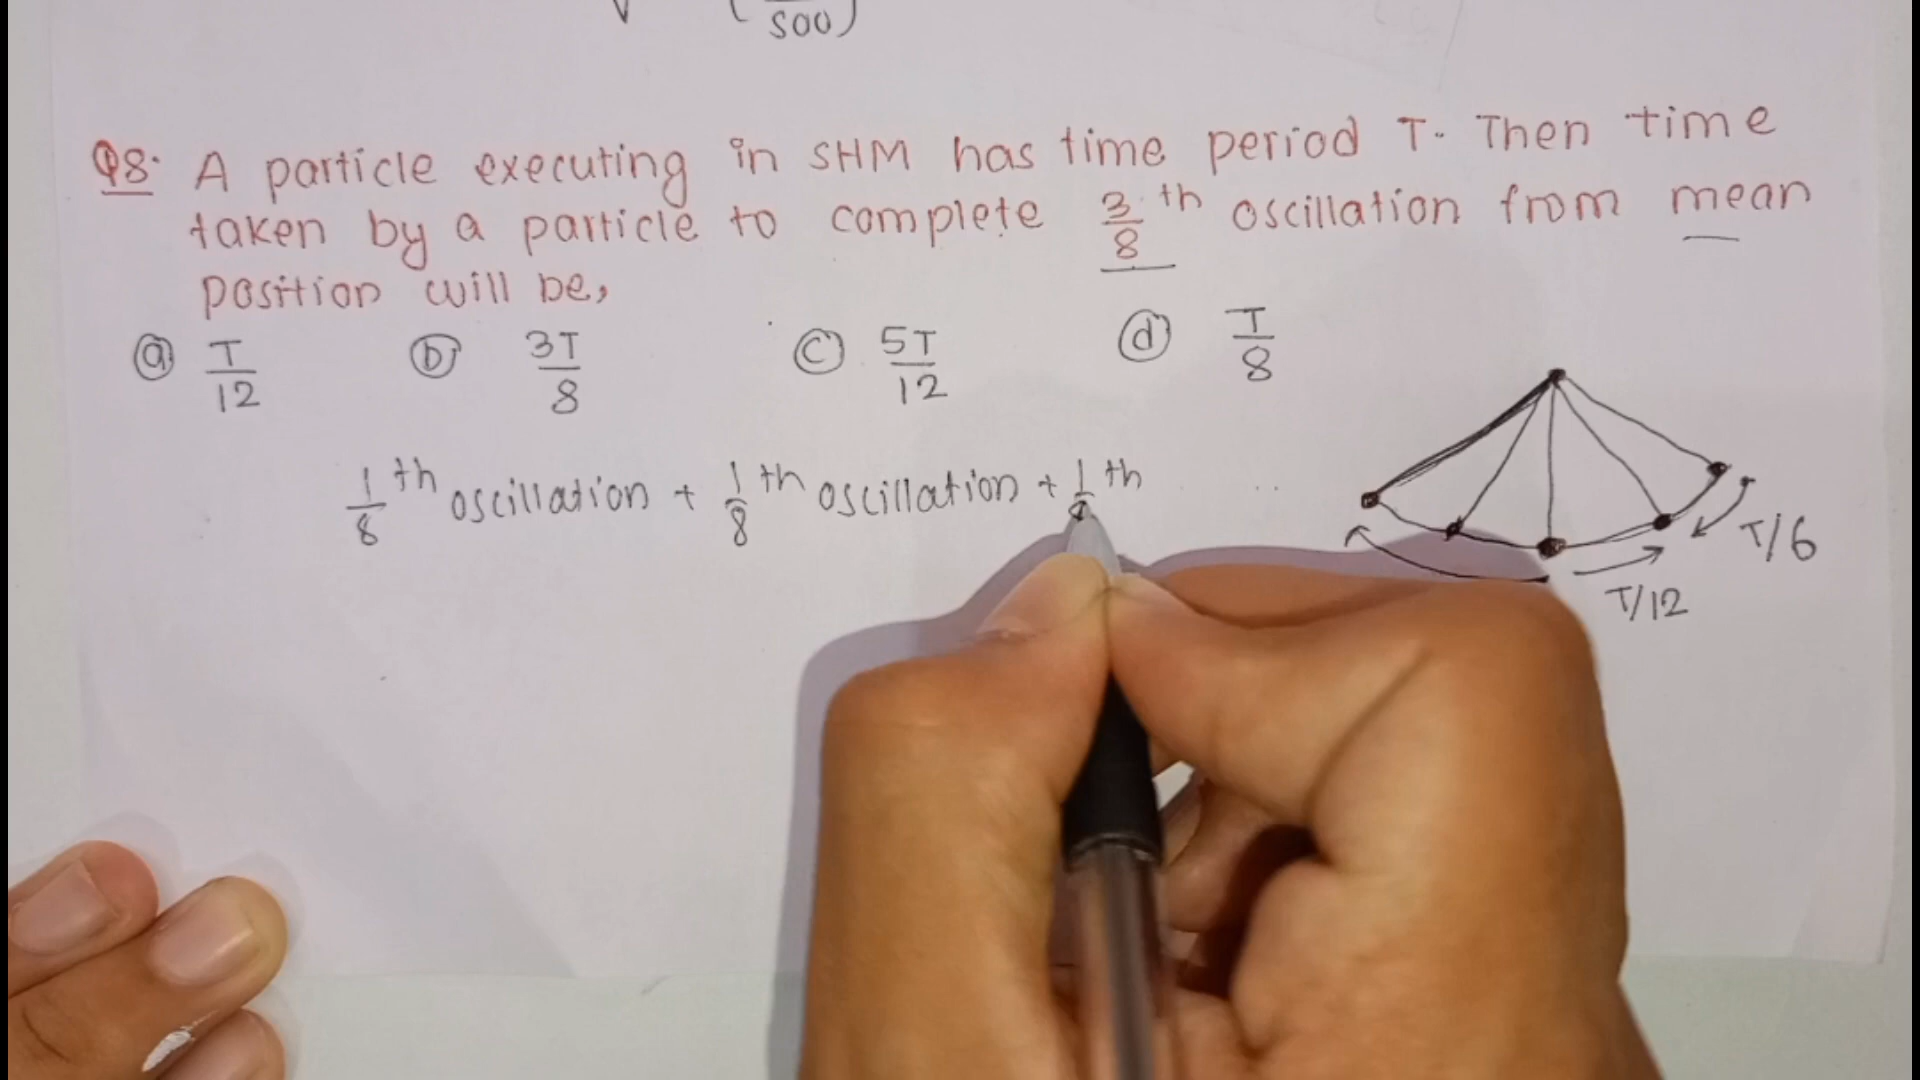 √ (
500)
Q8. A particle executing in SHM has time period T. Then time
taken by a particle to complete 3/8 th oscillation from mean
position will be,
(a) T/12 (b) 3T/8 (c) 5T/12 (d) T/8
1/8 th oscillation + 1/8 th oscillation + 1/8 th
T/6
T/12